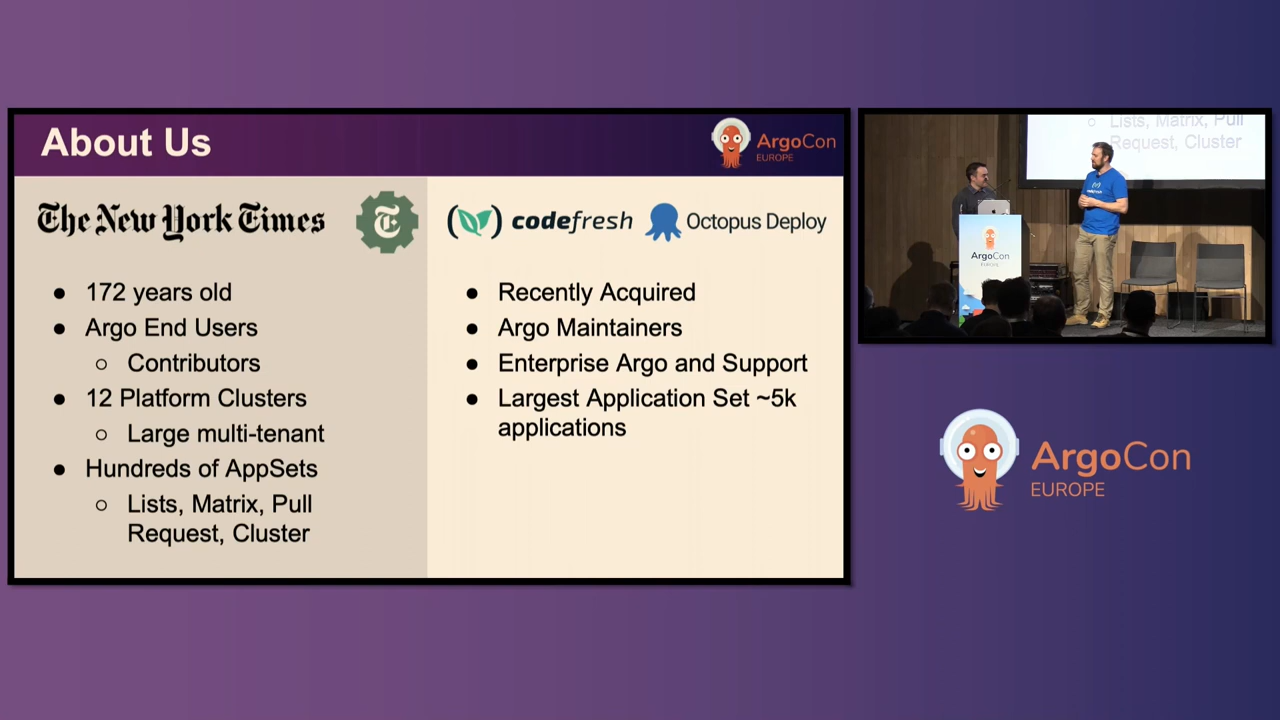 About Us
ArgoCon
EUROPE
The New York Times
T
codefresh
Octopus Deploy
● 172 years old
● Argo End Users
○ Contributors
● 12 Platform Clusters
○ Large multi-tenant
● Hundreds of AppSets
○ Lists, Matrix, Pull
Request, Cluster
● Recently Acquired
● Argo Maintainers
● Enterprise Argo and Support
● Largest Application Set ~5k
applications
○ Lists, Matrix, Pull
Request, Cluster
ArgoCon
EUROPE
ArgoCon
EUROPE